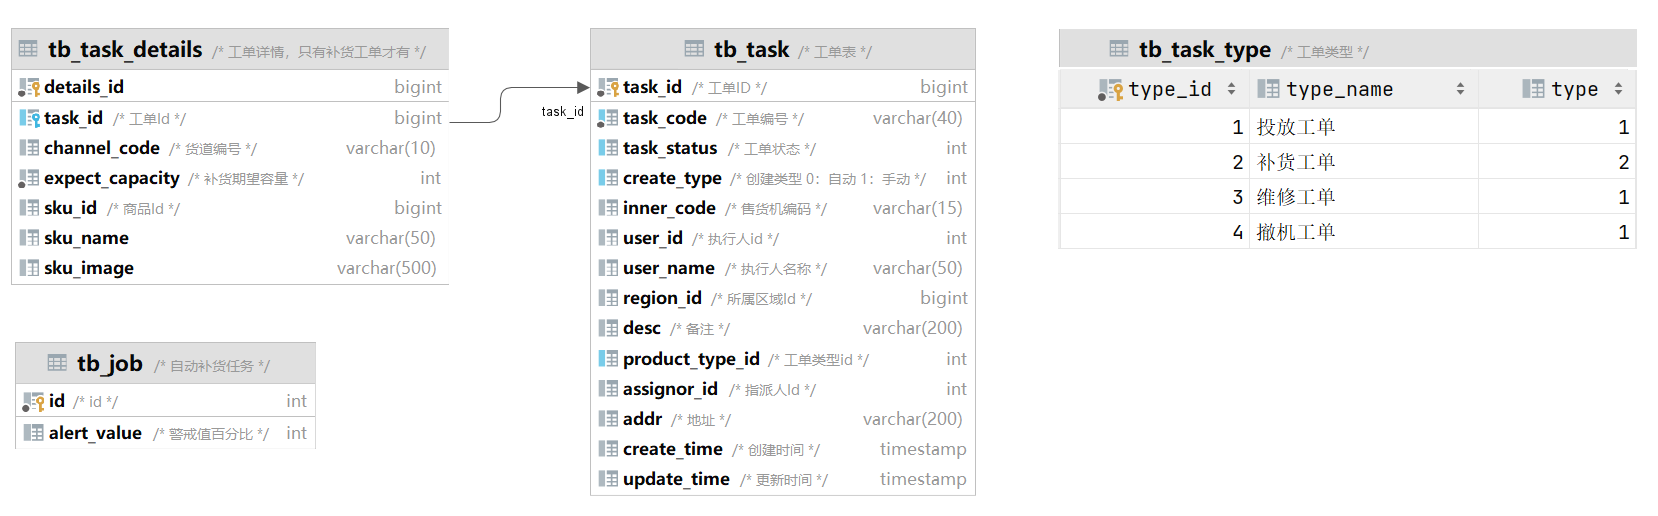 tb_task_details /* 工单详情，只有补货工单才有 */
details_id bigint
task_id /* 工单Id */ bigint
channel_code /* 货道编号 */ varchar(10)
expect_capacity /* 补货期望容量 */ int
sku_id /* 商品Id */ bigint
sku_name varchar(50)
sku_image varchar(500)
task_id
tb_job /* 自动补货任务 */
id /* id */ int
alert_value /* 警戒值百分比 */ int
tb_task /* 工单表 */
task_id /* 工单ID */ bigint
task_code /* 工单编号 */ varchar(40)
task_status /* 工单状态 */ int
create_type /* 创建类型 0：自动 1：手动 */ int
inner_code /* 售货机编码 */ varchar(15)
user_id /* 执行人id */ int
user_name /* 执行人名称 */ varchar(50)
region_id /* 所属区域Id */ bigint
desc /* 备注 */ varchar(200)
product_type_id /* 工单类型id */ int
assignor_id /* 指派人Id */ int
addr /* 地址 */ varchar(200)
create_time /* 创建时间 */ timestamp
update_time /* 更新时间 */ timestamp
tb_task_type /* 工单类型 */
type_id type_name type
1 投放工单 1
2 补货工单 2
3 维修工单 1
4 撤机工单 1